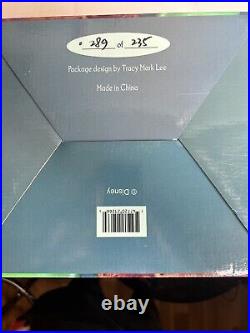 289 of 235
Package design by Tracy Mark Lee
Made in China
© Disney